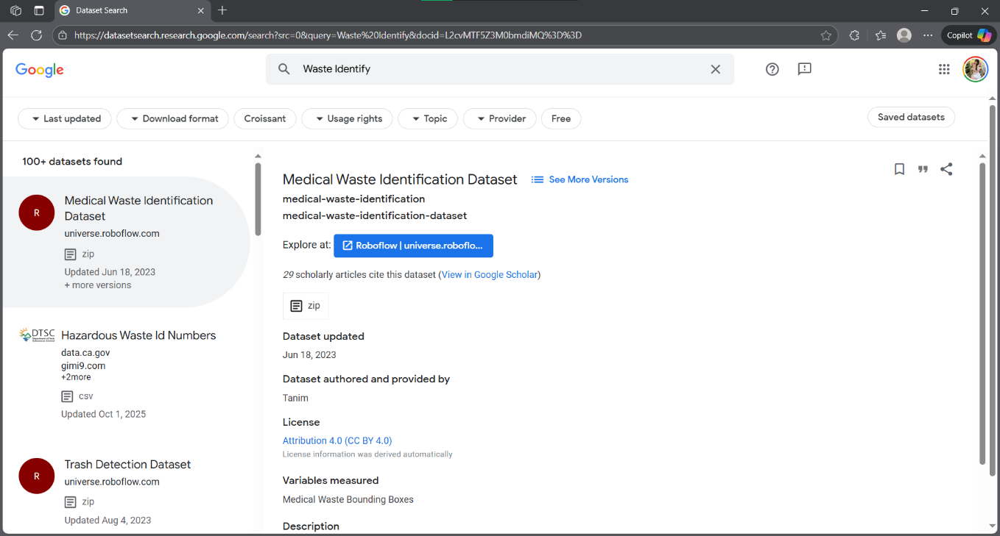 Dataset Search
https://datasetsearch.research.google.com/search?src=0&query=Waste%20Identify&docid=L2cvMTF5Z3M0bmdiMQ%3D%3D
Copilot
Google
Waste Identify
Last updated
Download format
Croissant
Usage rights
Topic
Provider
Free
Saved datasets
100+ datasets found
R
Medical Waste Identification
Dataset
universe.roboflow.com
zip
Updated Jun 18, 2023
+ more versions
DTSC
Hazardous Waste Id Numbers
data.ca.gov
gimi9.com
+2more
csv
Updated Oct 1, 2025
R
Trash Detection Dataset
universe.roboflow.com
zip
Updated Aug 4, 2023
Medical Waste Identification Dataset
See More Versions
medical-waste-identification
medical-waste-identification-dataset
Explore at: Roboflow | universe.roboflo...
29 scholarly articles cite this dataset (View in Google Scholar)
zip
Dataset updated
Jun 18, 2023
Dataset authored and provided by
Tanim
License
Attribution 4.0 (CC BY 4.0)
License information was derived automatically
Variables measured
Medical Waste Bounding Boxes
Description